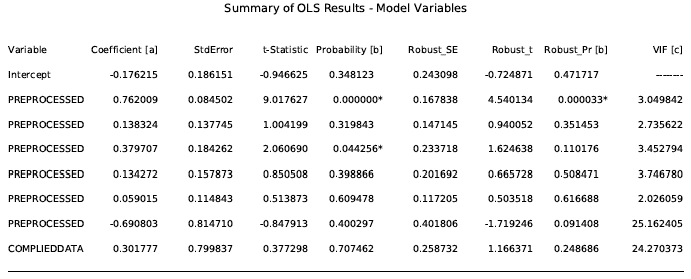 Summary of OLS Results - Model Variables
Variable Coefficient [a] StdError t-Statistic Probability [b] Robust_SE Robust_t Robust_Pr [b] VIF [c]
Intercept -0.176215 0.186151 -0.946625 0.348123 0.243098 -0.724871 0.471717 --------
PREPROCESSED 0.762009 0.084502 9.017627 0.000000* 0.167838 4.540134 0.000033* 3.049842
PREPROCESSED 0.138324 0.137745 1.004199 0.319843 0.147145 0.940052 0.351453 2.735622
PREPROCESSED 0.379707 0.184262 2.060690 0.044256* 0.233718 1.624638 0.110176 3.452794
PREPROCESSED 0.134272 0.157873 0.850508 0.398866 0.201692 0.665728 0.508471 3.746780
PREPROCESSED 0.059015 0.114843 0.513873 0.609478 0.117205 0.503518 0.616688 2.026059
PREPROCESSED -0.690803 0.814710 -0.847913 0.400297 0.401806 -1.719246 0.091408 25.162405
COMPLIEDDATA 0.301777 0.799837 0.377298 0.707462 0.258732 1.166371 0.248686 24.270373